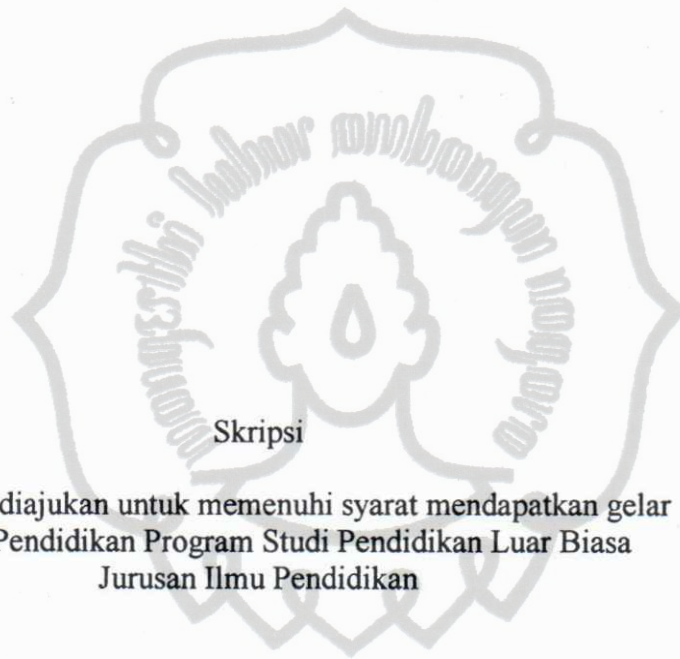 Skripsi
diajukan untuk memenuhi syarat mendapatkan gelar
Pendidikan Program Studi Pendidikan Luar Biasa
Jurusan Ilmu Pendidikan